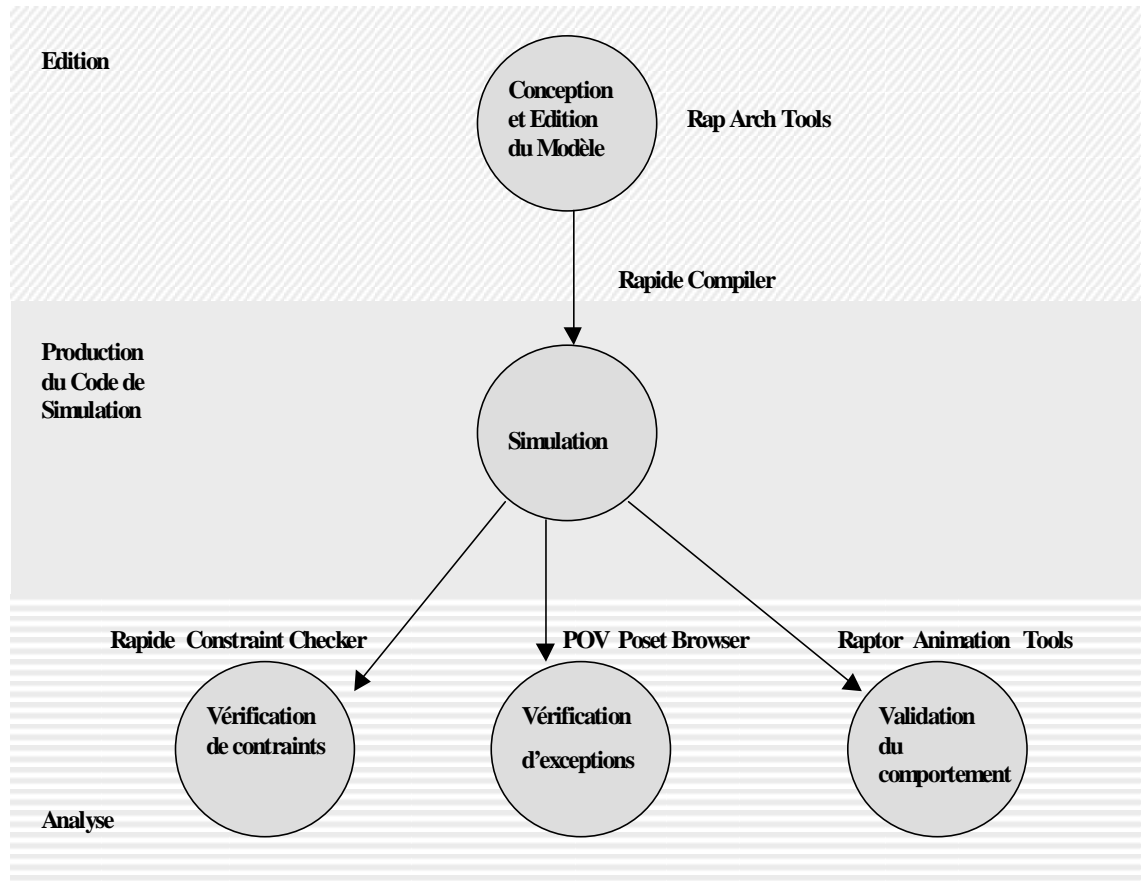 Edition
Conception
et Edition
du Modèle
Rap Arch Tools
Rapide Compiler
Production
du Code de
Simulation
Simulation
Rapide Constraint Checker
POV Poset Browser
Raptor Animation Tools
Vérification
de contraints
Vérification
d'exceptions
Validation
du
comportement
Analyse